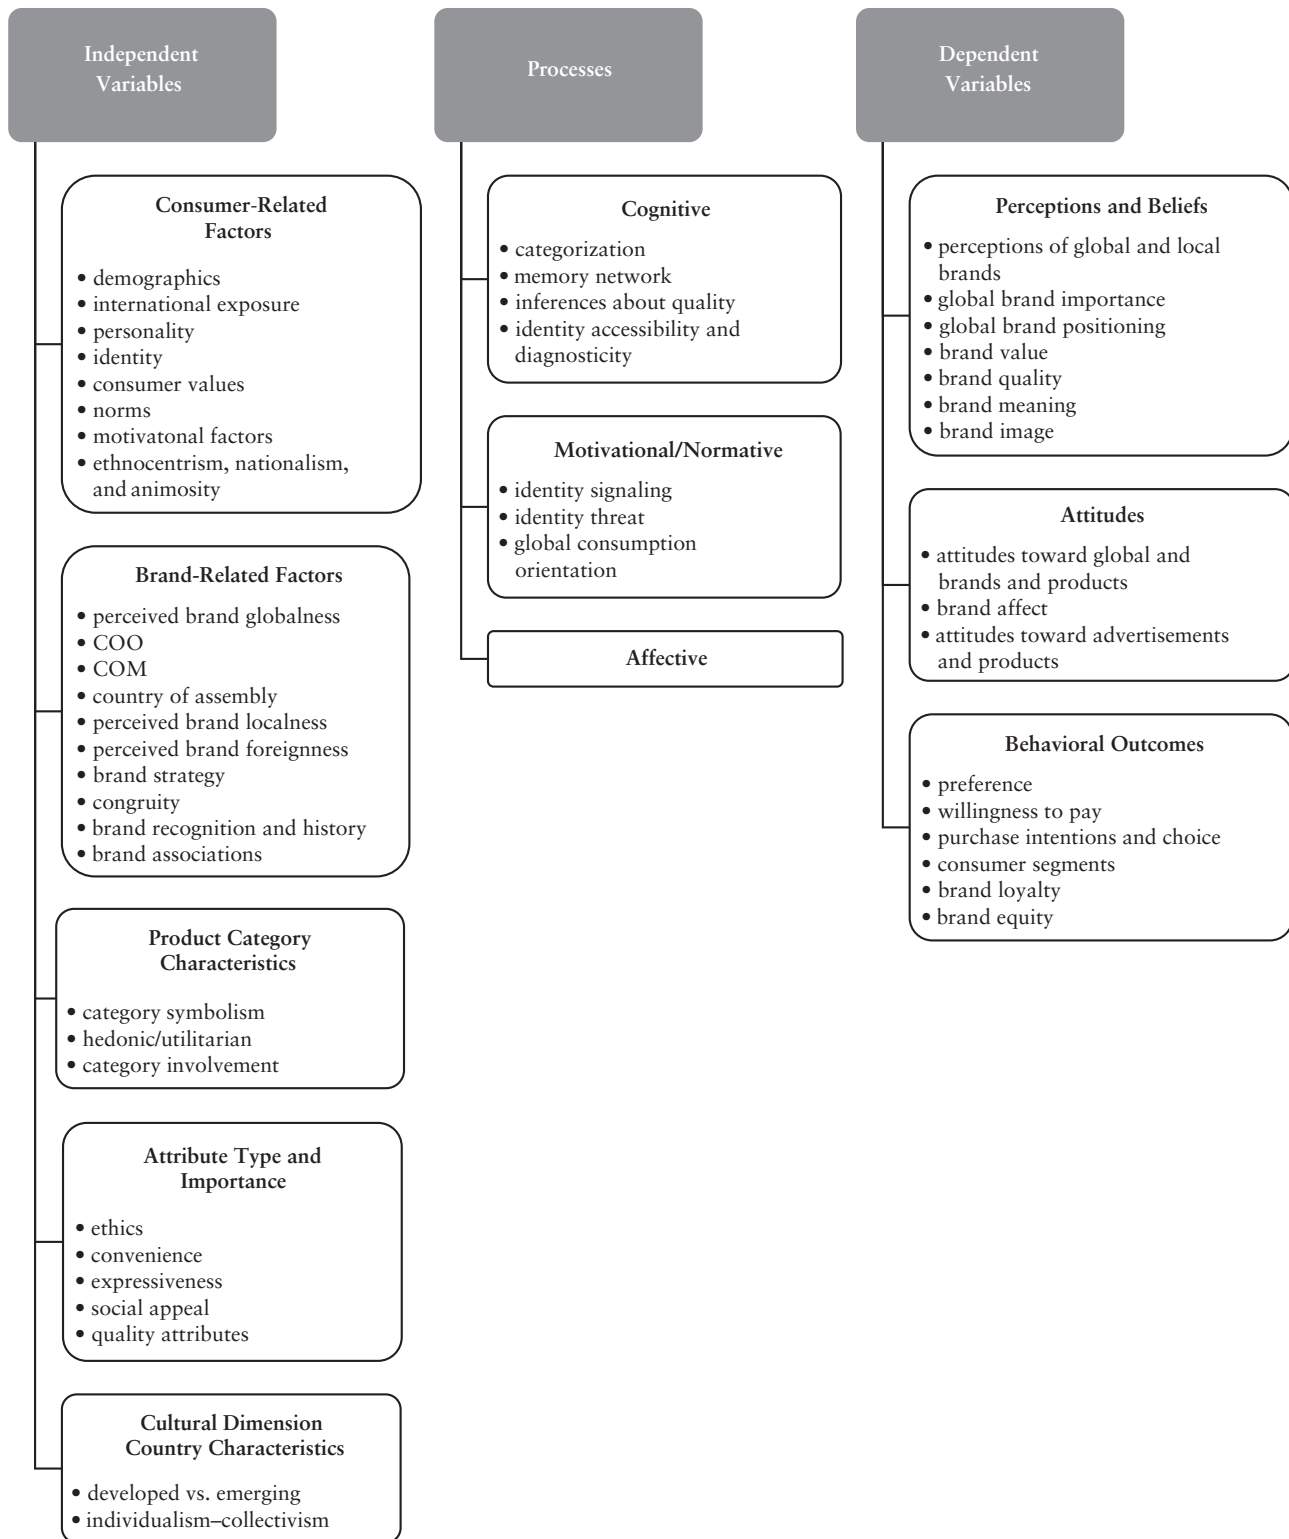 Independent
Variables
Consumer-Related
Factors
• demographics
• international exposure
• personality
• identity
• consumer values
• norms
• motivatonal factors
• ethnocentrism, nationalism,
and animosity
Brand-Related Factors
• perceived brand globalness
• COO
• COM
• country of assembly
• perceived brand localness
• perceived brand foreignness
• brand strategy
• congruity
• brand recognition and history
• brand associations
Product Category
Characteristics
• category symbolism
• hedonic/utilitarian
• category involvement
Attribute Type and
Importance
• ethics
• convenience
• expressiveness
• social appeal
• quality attributes
Cultural Dimension
Country Characteristics
• developed vs. emerging
• individualism–collectivism
Processes
Cognitive
• categorization
• memory network
• inferences about quality
• identity accessibility and
diagnosticity
Motivational/Normative
• identity signaling
• identity threat
• global consumption
orientation
Affective
Dependent
Variables
Perceptions and Beliefs
• perceptions of global and local
brands
• global brand importance
• global brand positioning
• brand value
• brand quality
• brand meaning
• brand image
Attitudes
• attitudes toward global and
brands and products
• brand affect
• attitudes toward advertisements
and products
Behavioral Outcomes
• preference
• willingness to pay
• purchase intentions and choice
• consumer segments
• brand loyalty
• brand equity